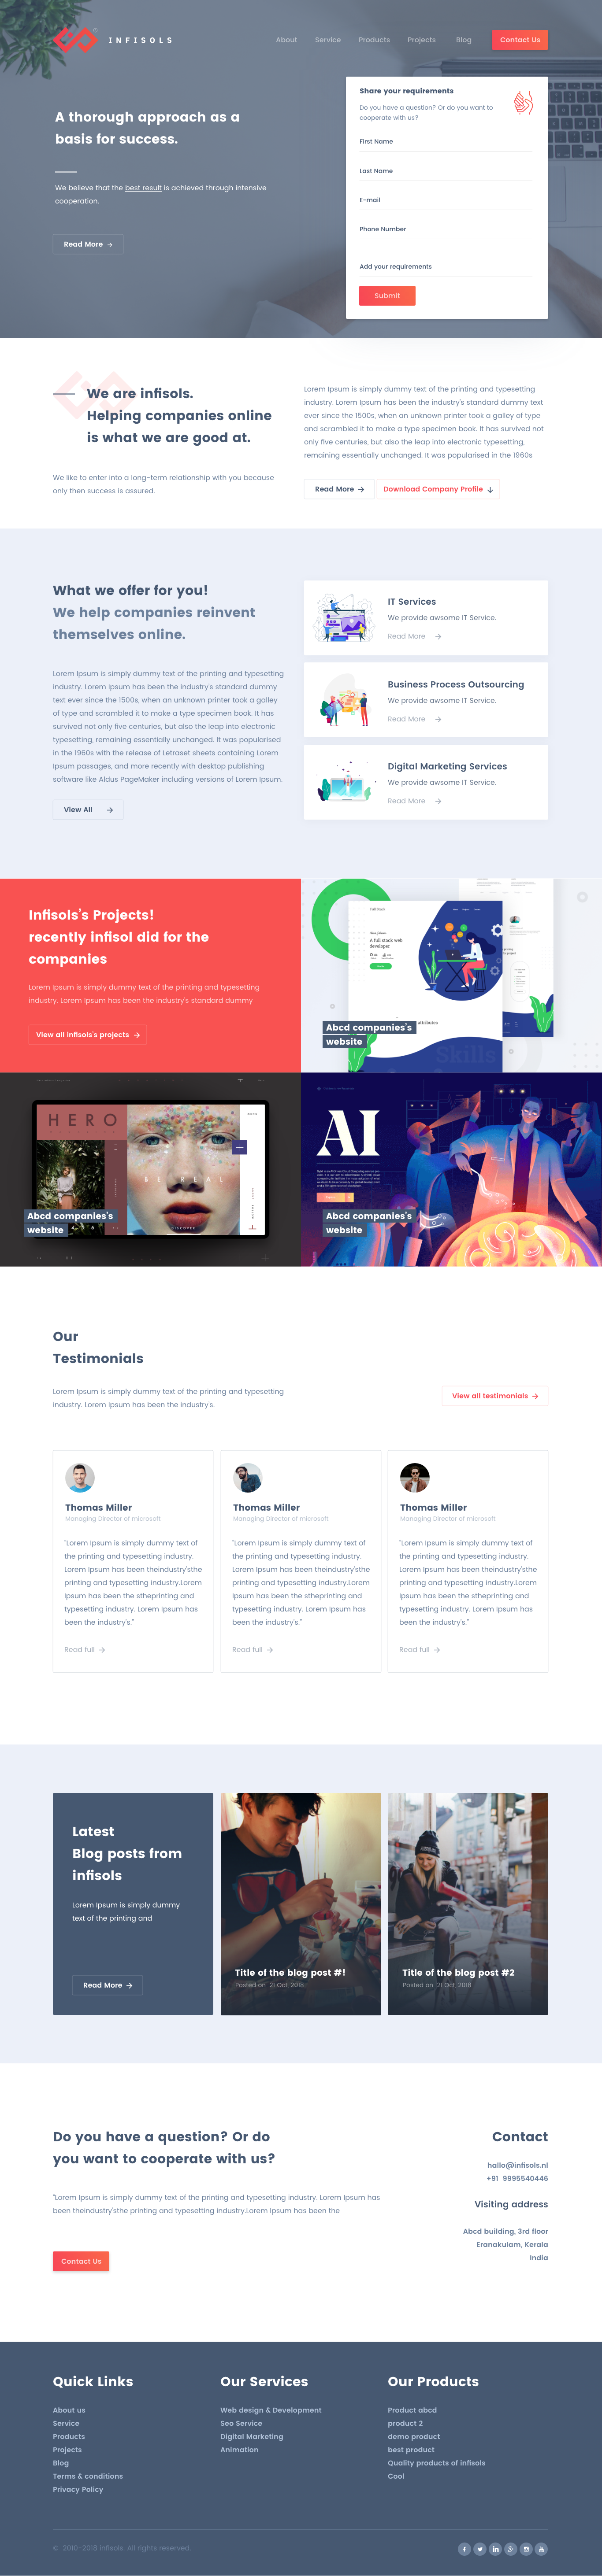 INFISOLS
About Service Products Projects Blog Contact Us
A thorough approach as a
basis for success.
We believe that the best result is achieved through intensive
cooperation.
Read More
Share your requirements
Do you have a question? Or do you want to
cooperate with us?
First Name
Last Name
E-mail
Phone Number
Add your requirements
Submit
We are infisols.
Helping companies online
is what we are good at.
We like to enter into a long-term relationship with you because
only then success is assured.
Lorem Ipsum is simply dummy text of the printing and typesetting
industry. Lorem Ipsum has been the industry's standard dummy text
ever since the 1500s, when an unknown printer took a galley of type
and scrambled it to make a type specimen book. It has survived not
only five centuries, but also the leap into electronic typesetting,
remaining essentially unchanged. It was popularised in the 1960s
Read More
Download Company Profile
What we offer for you!
We help companies reinvent
themselves online.
Lorem Ipsum is simply dummy text of the printing and typesetting
industry. Lorem Ipsum has been the industry's standard dummy
text ever since the 1500s, when an unknown printer took a galley
of type and scrambled it to make a type specimen book. It has
survived not only five centuries, but also the leap into electronic
typesetting, remaining essentially unchanged. It was popularised
in the 1960s with the release of Letraset sheets containing Lorem
Ipsum passages, and more recently with desktop publishing
software like Aldus PageMaker including versions of Lorem Ipsum.
View All
IT Services
We provide awsome IT Service.
Read More
Business Process Outsourcing
We provide awsome IT Service.
Read More
Digital Marketing Services
We provide awsome IT Service.
Read More
Infisols's Projects!
recently infisol did for the
companies
Lorem Ipsum is simply dummy text of the printing and typesetting
industry. Lorem Ipsum has been the industry's standard dummy
View all infisols's projects
A full stack web
developer
attributes
Skills
Abcd companies's
website
HERO
Abcd companies's
website
AI
Abcd companies's
website
Our
Testimonials
Lorem Ipsum is simply dummy text of the printing and typesetting
industry. Lorem Ipsum has been the industry's.
View all testimonials
Thomas Miller
Managing Director of microsoft
"Lorem Ipsum is simply dummy text of
the printing and typesetting industry.
Lorem Ipsum has been theindustry'sthe
printing and typesetting industry.Lorem
Ipsum has been the stheprinting and
typesetting industry. Lorem Ipsum has
been the industry's."
Read full
Thomas Miller
Managing Director of microsoft
"Lorem Ipsum is simply dummy text of
the printing and typesetting industry.
Lorem Ipsum has been theindustry'sthe
printing and typesetting industry.Lorem
Ipsum has been the stheprinting and
typesetting industry. Lorem Ipsum has
been the industry's."
Read full
Thomas Miller
Managing Director of microsoft
"Lorem Ipsum is simply dummy text of
the printing and typesetting industry.
Lorem Ipsum has been theindustry'sthe
printing and typesetting industry.Lorem
Ipsum has been the stheprinting and
typesetting industry. Lorem Ipsum has
been the industry's."
Read full
Latest
Blog posts from
infisols
Lorem Ipsum is simply dummy
text of the printing and
Read More
Title of the blog post #!
Posted on 21 Oct, 2018
Title of the blog post #2
Posted on 21 Oct, 2018
Do you have a question? Or do
you want to cooperate with us?
"Lorem Ipsum is simply dummy text of the printing and typesetting industry. Lorem Ipsum has
been theindustry'sthe printing and typesetting industry.Lorem Ipsum has been the
Contact Us
Contact
hallo@infisols.nl
+91 9995540446
Visiting address
Abcd building, 3rd floor
Eranakulam, Kerala
India
Quick Links
About us
Service
Products
Projects
Blog
Terms & conditions
Privacy Policy
Our Services
Web design & Development
Seo Service
Digital Marketing
Animation
Our Products
Product abcd
product 2
demo product
best product
Quality products of infisols
Cool
© 2010-2018 infisols. All rights reserved.